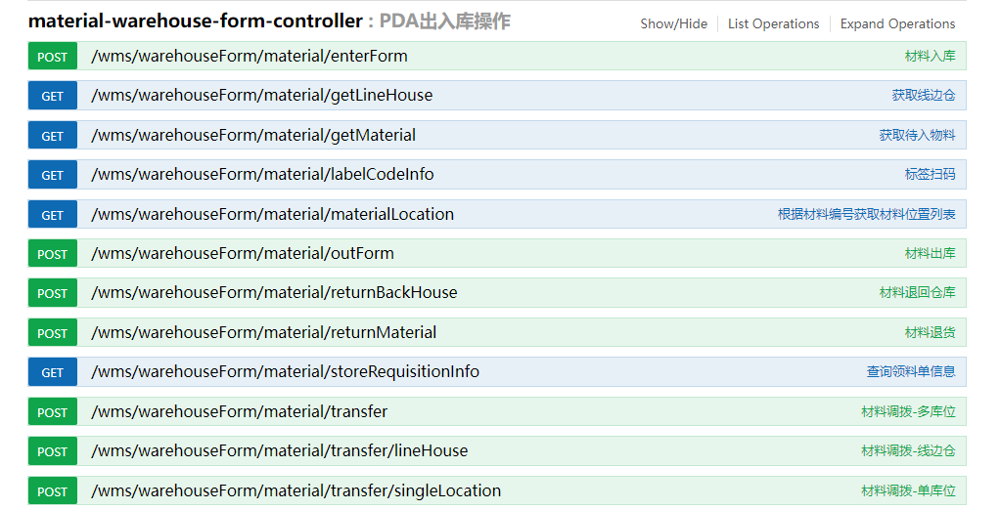 material-warehouse-form-controller : PDA出入库操作 Show/Hide List Operations Expand Operations
POST /wms/warehouseForm/material/enterForm 材料入库
GET /wms/warehouseForm/material/getLineHouse 获取线边仓
GET /wms/warehouseForm/material/getMaterial 获取待入物料
GET /wms/warehouseForm/material/labelCodeInfo 标签扫码
GET /wms/warehouseForm/material/materialLocation 根据材料编号获取材料位置列表
POST /wms/warehouseForm/material/outForm 材料出库
POST /wms/warehouseForm/material/returnBackHouse 材料退回仓库
POST /wms/warehouseForm/material/returnMaterial 材料退货
GET /wms/warehouseForm/material/storeRequisitionInfo 查询领料单信息
POST /wms/warehouseForm/material/transfer 材料调拨-多库位
POST /wms/warehouseForm/material/transfer/lineHouse 材料调拨-线边仓
POST /wms/warehouseForm/material/transfer/singleLocation 材料调拨-单库位